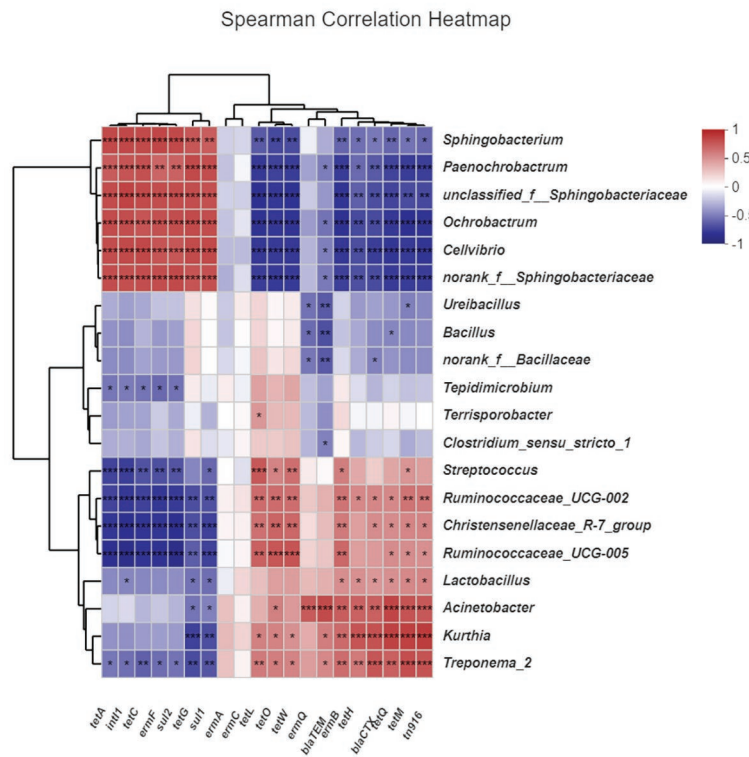 Spearman Correlation Heatmap
1
0.5
0
-0.5
-1
Sphingobacterium
Paenochrobactrum
unclassified_f__Sphingobacteriaceae
Ochrobactrum
Cellvibrio
norank_f__Sphingobacteriaceae
Ureibacillus
Bacillus
norank_f__Bacillaceae
Tepidimicrobium
Terrisporobacter
Clostridium_sensu_stricto_1
Streptococcus
Ruminococcaceae_UCG-002
Christensenellaceae_R-7_group
Ruminococcaceae_UCG-005
Lactobacillus
Acinetobacter
Kurthia
Treponema_2
tetA
intl1
tetC
ermF
sul2
tetG
sul1
ermA
ermC
tetL
tetO
tetW
ermQ
blaTEM
ermB
tetH
blaCTX
tetQ
tetM
tn916